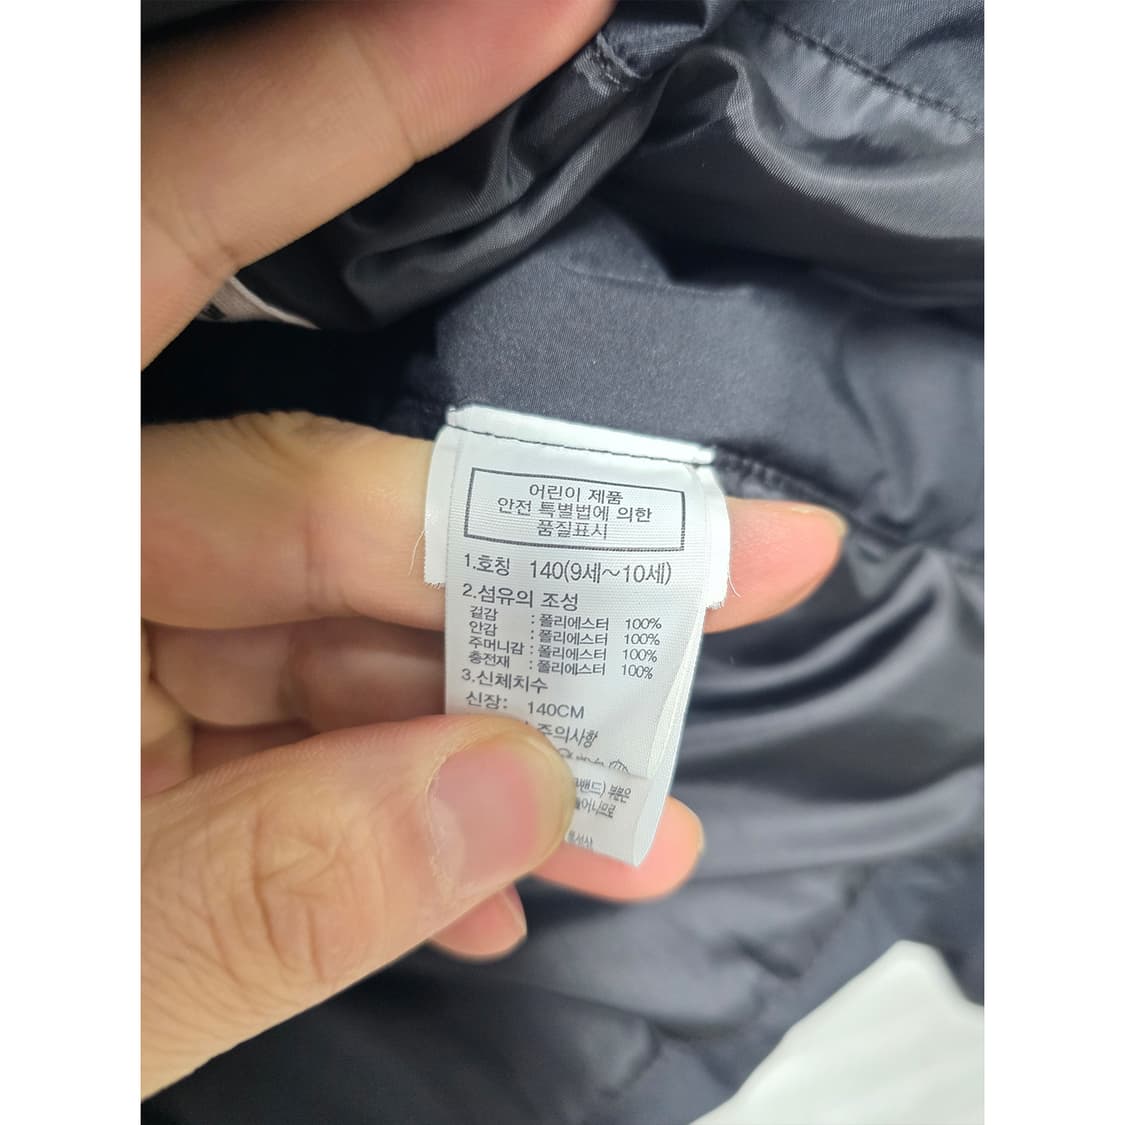 어린이 제품
안전 특별법에 의한
품질표시
1.호칭 140(9세~10세)
2.섬유의 조성
겉감 : 폴리에스터 100%
안감 : 폴리에스터 100%
주머니감 : 폴리에스터 100%
충전재 : 폴리에스터 100%
3.신체치수
신장: 140CM
주의사항
부분은